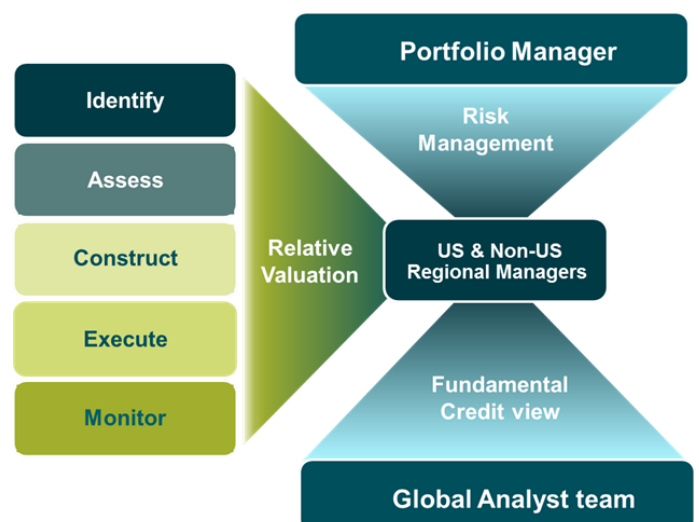 Portfolio Manager
Identify
Risk
Management
Assess
Construct
Relative
Valuation
US & Non-US
Regional Managers
Execute
Fundamental
Credit view
Monitor
Global Analyst team